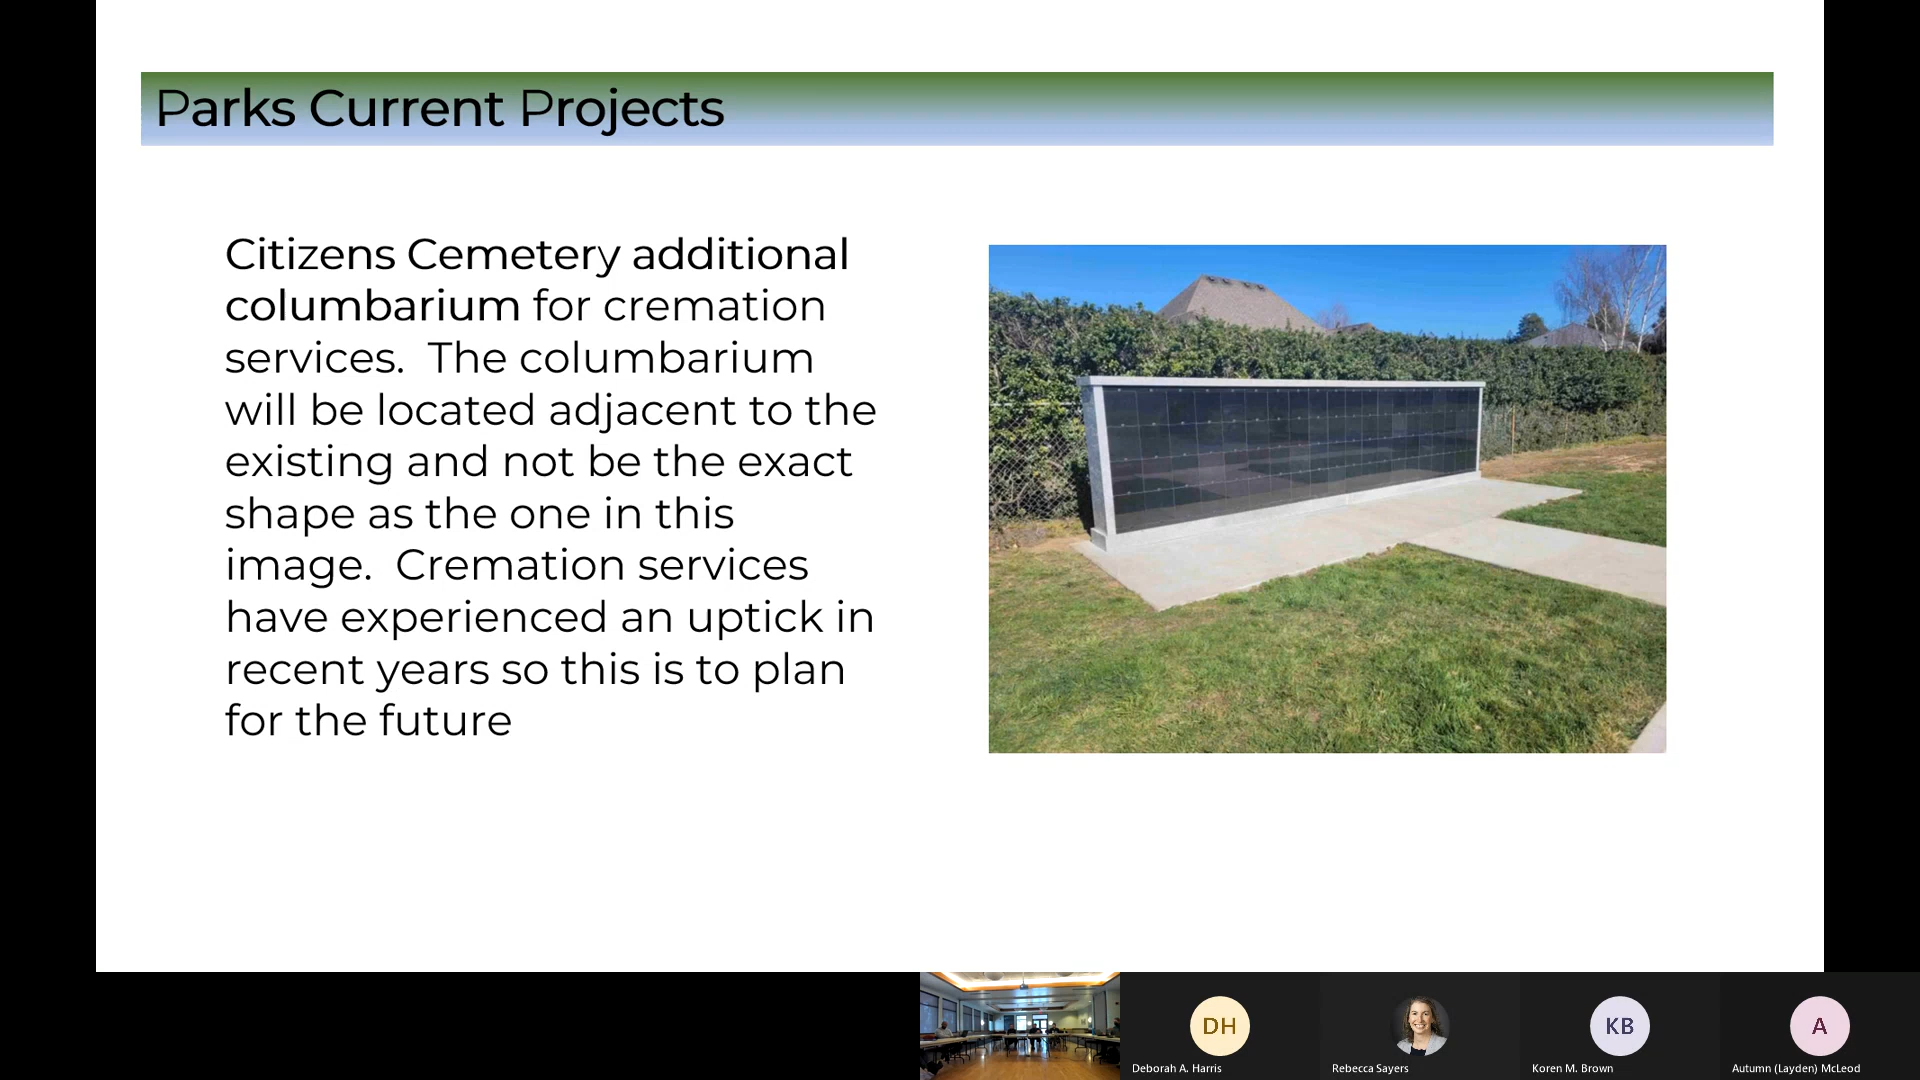 Parks Current Projects
Citizens Cemetery additional
columbarium for cremation
services.  The columbarium
will be located adjacent to the
existing and not be the exact
shape as the one in this
image.  Cremation services
have experienced an uptick in
recent years so this is to plan
for the future
DH
KB
A
Deborah A. Harris
Rebecca Sayers
Koren M. Brown
Autumn (Layden) McLeod